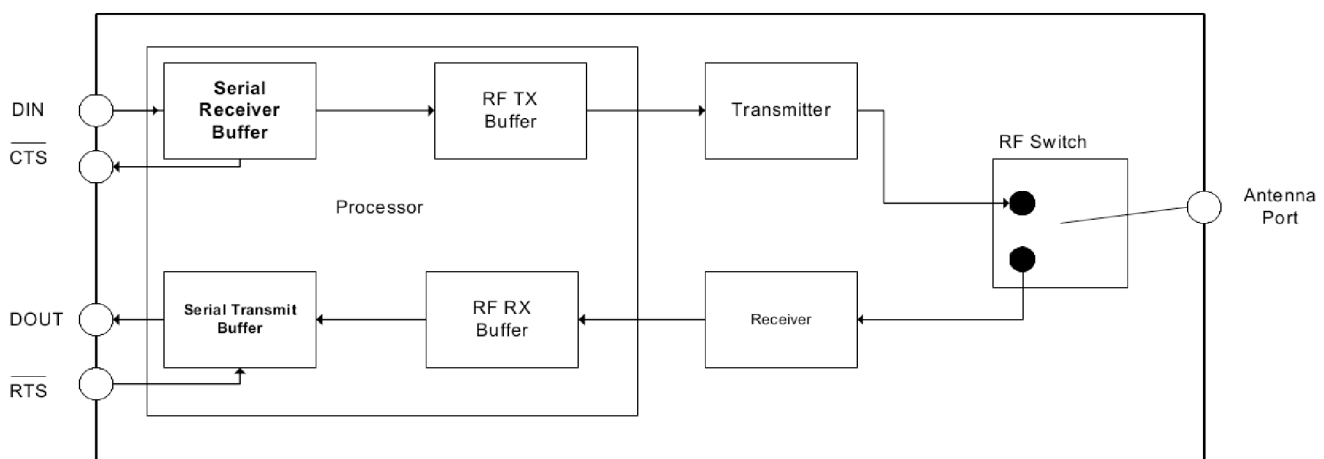 DIN
CTS
Serial
Receiver
Buffer
RF TX
Buffer
Transmitter
RF Switch
Antenna
Port
Processor
DOUT
RTS
Serial Transmit
Buffer
RF RX
Buffer
Receiver